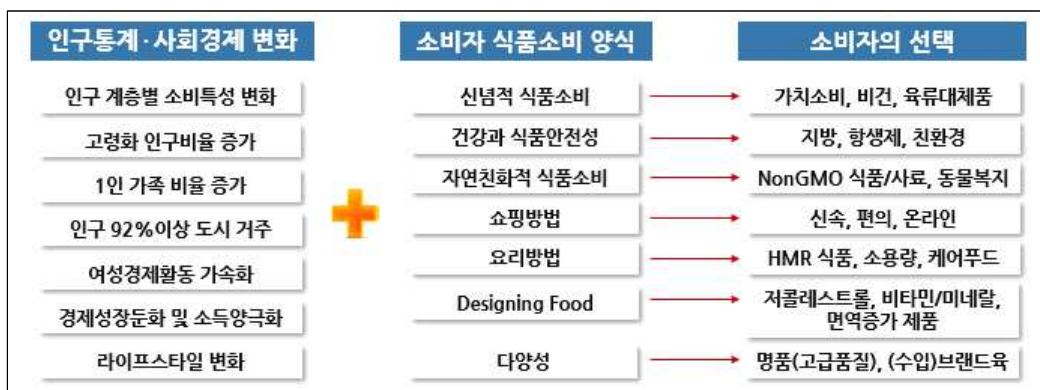 인구통계·사회경제 변화
인구 계층별 소비특성 변화
고령화 인구비율 증가
1인 가족 비율 증가
인구 92%이상 도시 거주
여성경제활동 가속화
경제성장둔화 및 소득양극화
라이프스타일 변화
소비자 식품소비 양식
신념적 식품소비
건강과 식품안전성
자연친화적 식품소비
쇼핑방법
요리방법
Designing Food
다양성
소비자의 선택
가치소비, 비건, 육류대체품
지방, 항생제, 친환경
NonGMO 식품/사료, 동물복지
신속, 편의, 온라인
HMR 식품, 소용량, 케어푸드
저콜레스트롤, 비타민/미네랄,
면역증가 제품
명품(고급품질), (수입)브랜드육